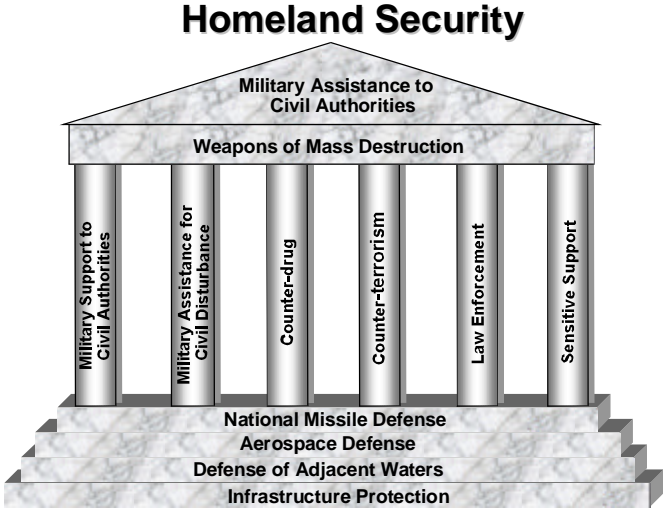 Homeland Security
Military Assistance to
Civil Authorities
Weapons of Mass Destruction
Military Support to
Civil Authorities
Military Assistance for
Civil Disturbance
Counter-drug
Counter-terrorism
Law Enforcement
Sensitive Support
National Missile Defense
Aerospace Defense
Defense of Adjacent Waters
Infrastructure Protection